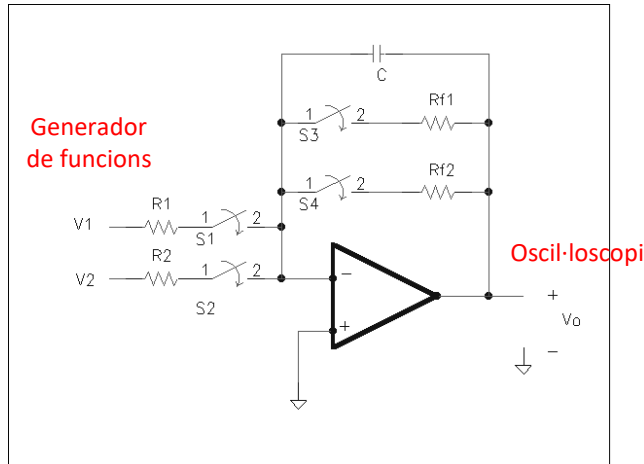 C
1 2 Rf1
S3
Generador
de funcions
1 2 Rf2
S4
R1
V1 1 2
S1
R2
V2 1 2
S2
Oscil·loscopi
−
+
+
Vo
−